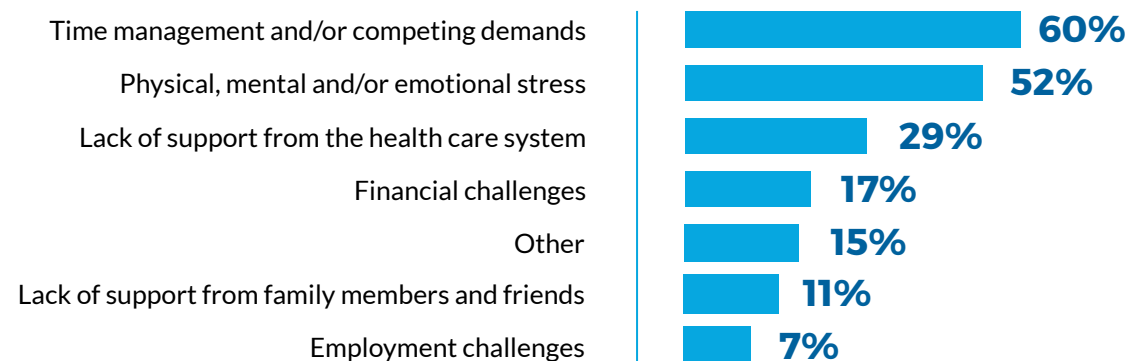 Time management and/or competing demands 60%
Physical, mental and/or emotional stress 52%
Lack of support from the health care system 29%
Financial challenges 17%
Other 15%
Lack of support from family members and friends 11%
Employment challenges 7%